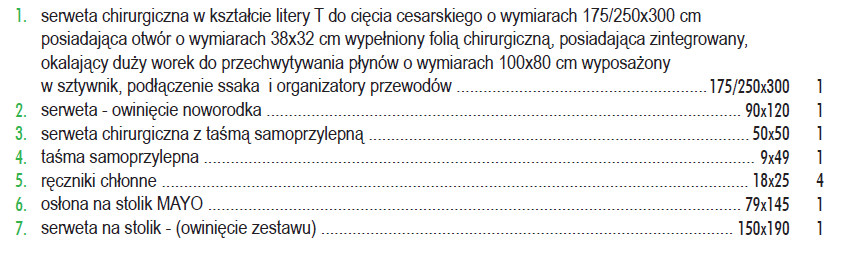 1. serweta chirurgiczna w kształcie litery T do cięcia cesarskiego o wymiarach 175/250x300 cm
posiadająca otwór o wymiarach 38x32 cm wypełniony folią chirurgiczną, posiadająca zintegrowany,
okalający duży worek do przechwytywania płynów o wymiarach 100x80 cm wyposażony
w sztywnik, podłączenie ssaka i organizatory przewodów 175/250x300 1
2. serweta - owinięcie noworodka 90x120 1
3. serweta chirurgiczna z taśmą samoprzylepną 50x50 1
4. taśma samoprzylepna 9x49 1
5. ręczniki chłonne 18x25 4
6. osłona na stolik MAYO 79x145 1
7. serweta na stolik - (owinięcie zestawu) 150x190 1